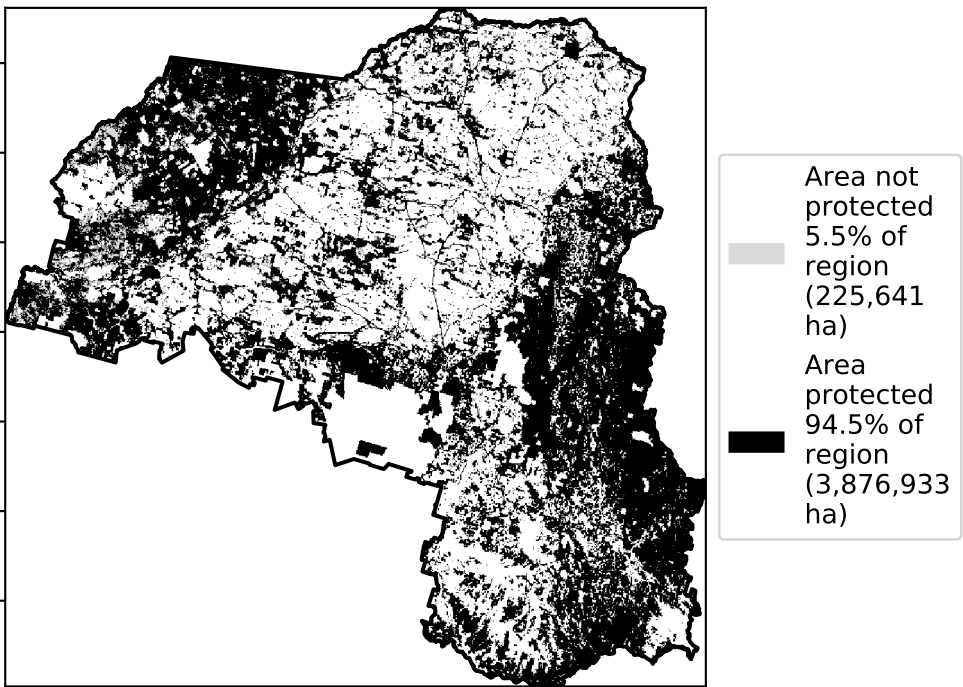 Area not
protected
5.5% of
region
(225,641
ha)
Area
protected
94.5% of
region
(3,876,933
ha)